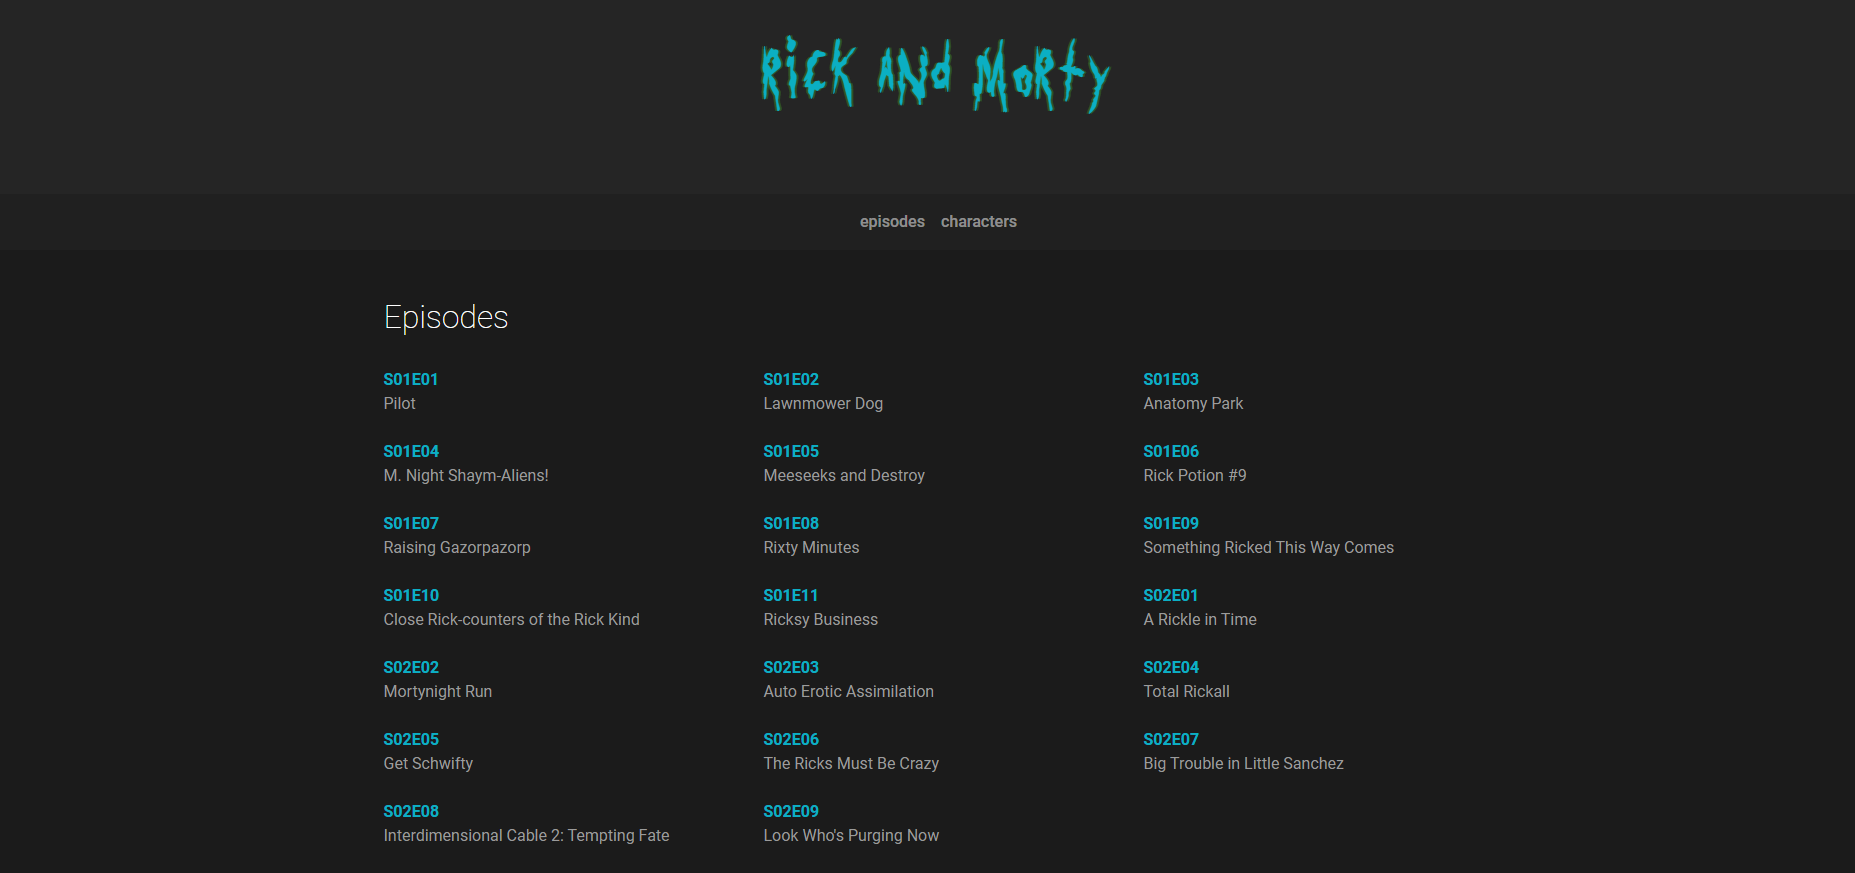 Rick and Morty
episodes characters
Episodes
S01E01
Pilot
S01E02
Lawnmower Dog
S01E03
Anatomy Park
S01E04
M. Night Shaym-Aliens!
S01E05
Meeseeks and Destroy
S01E06
Rick Potion #9
S01E07
Raising Gazorpazorp
S01E08
Rixty Minutes
S01E09
Something Ricked This Way Comes
S01E10
Close Rick-counters of the Rick Kind
S01E11
Ricksy Business
S02E01
A Rickle in Time
S02E02
Mortynight Run
S02E03
Auto Erotic Assimilation
S02E04
Total Rickall
S02E05
Get Schwifty
S02E06
The Ricks Must Be Crazy
S02E07
Big Trouble in Little Sanchez
S02E08
Interdimensional Cable 2: Tempting Fate
S02E09
Look Who's Purging Now